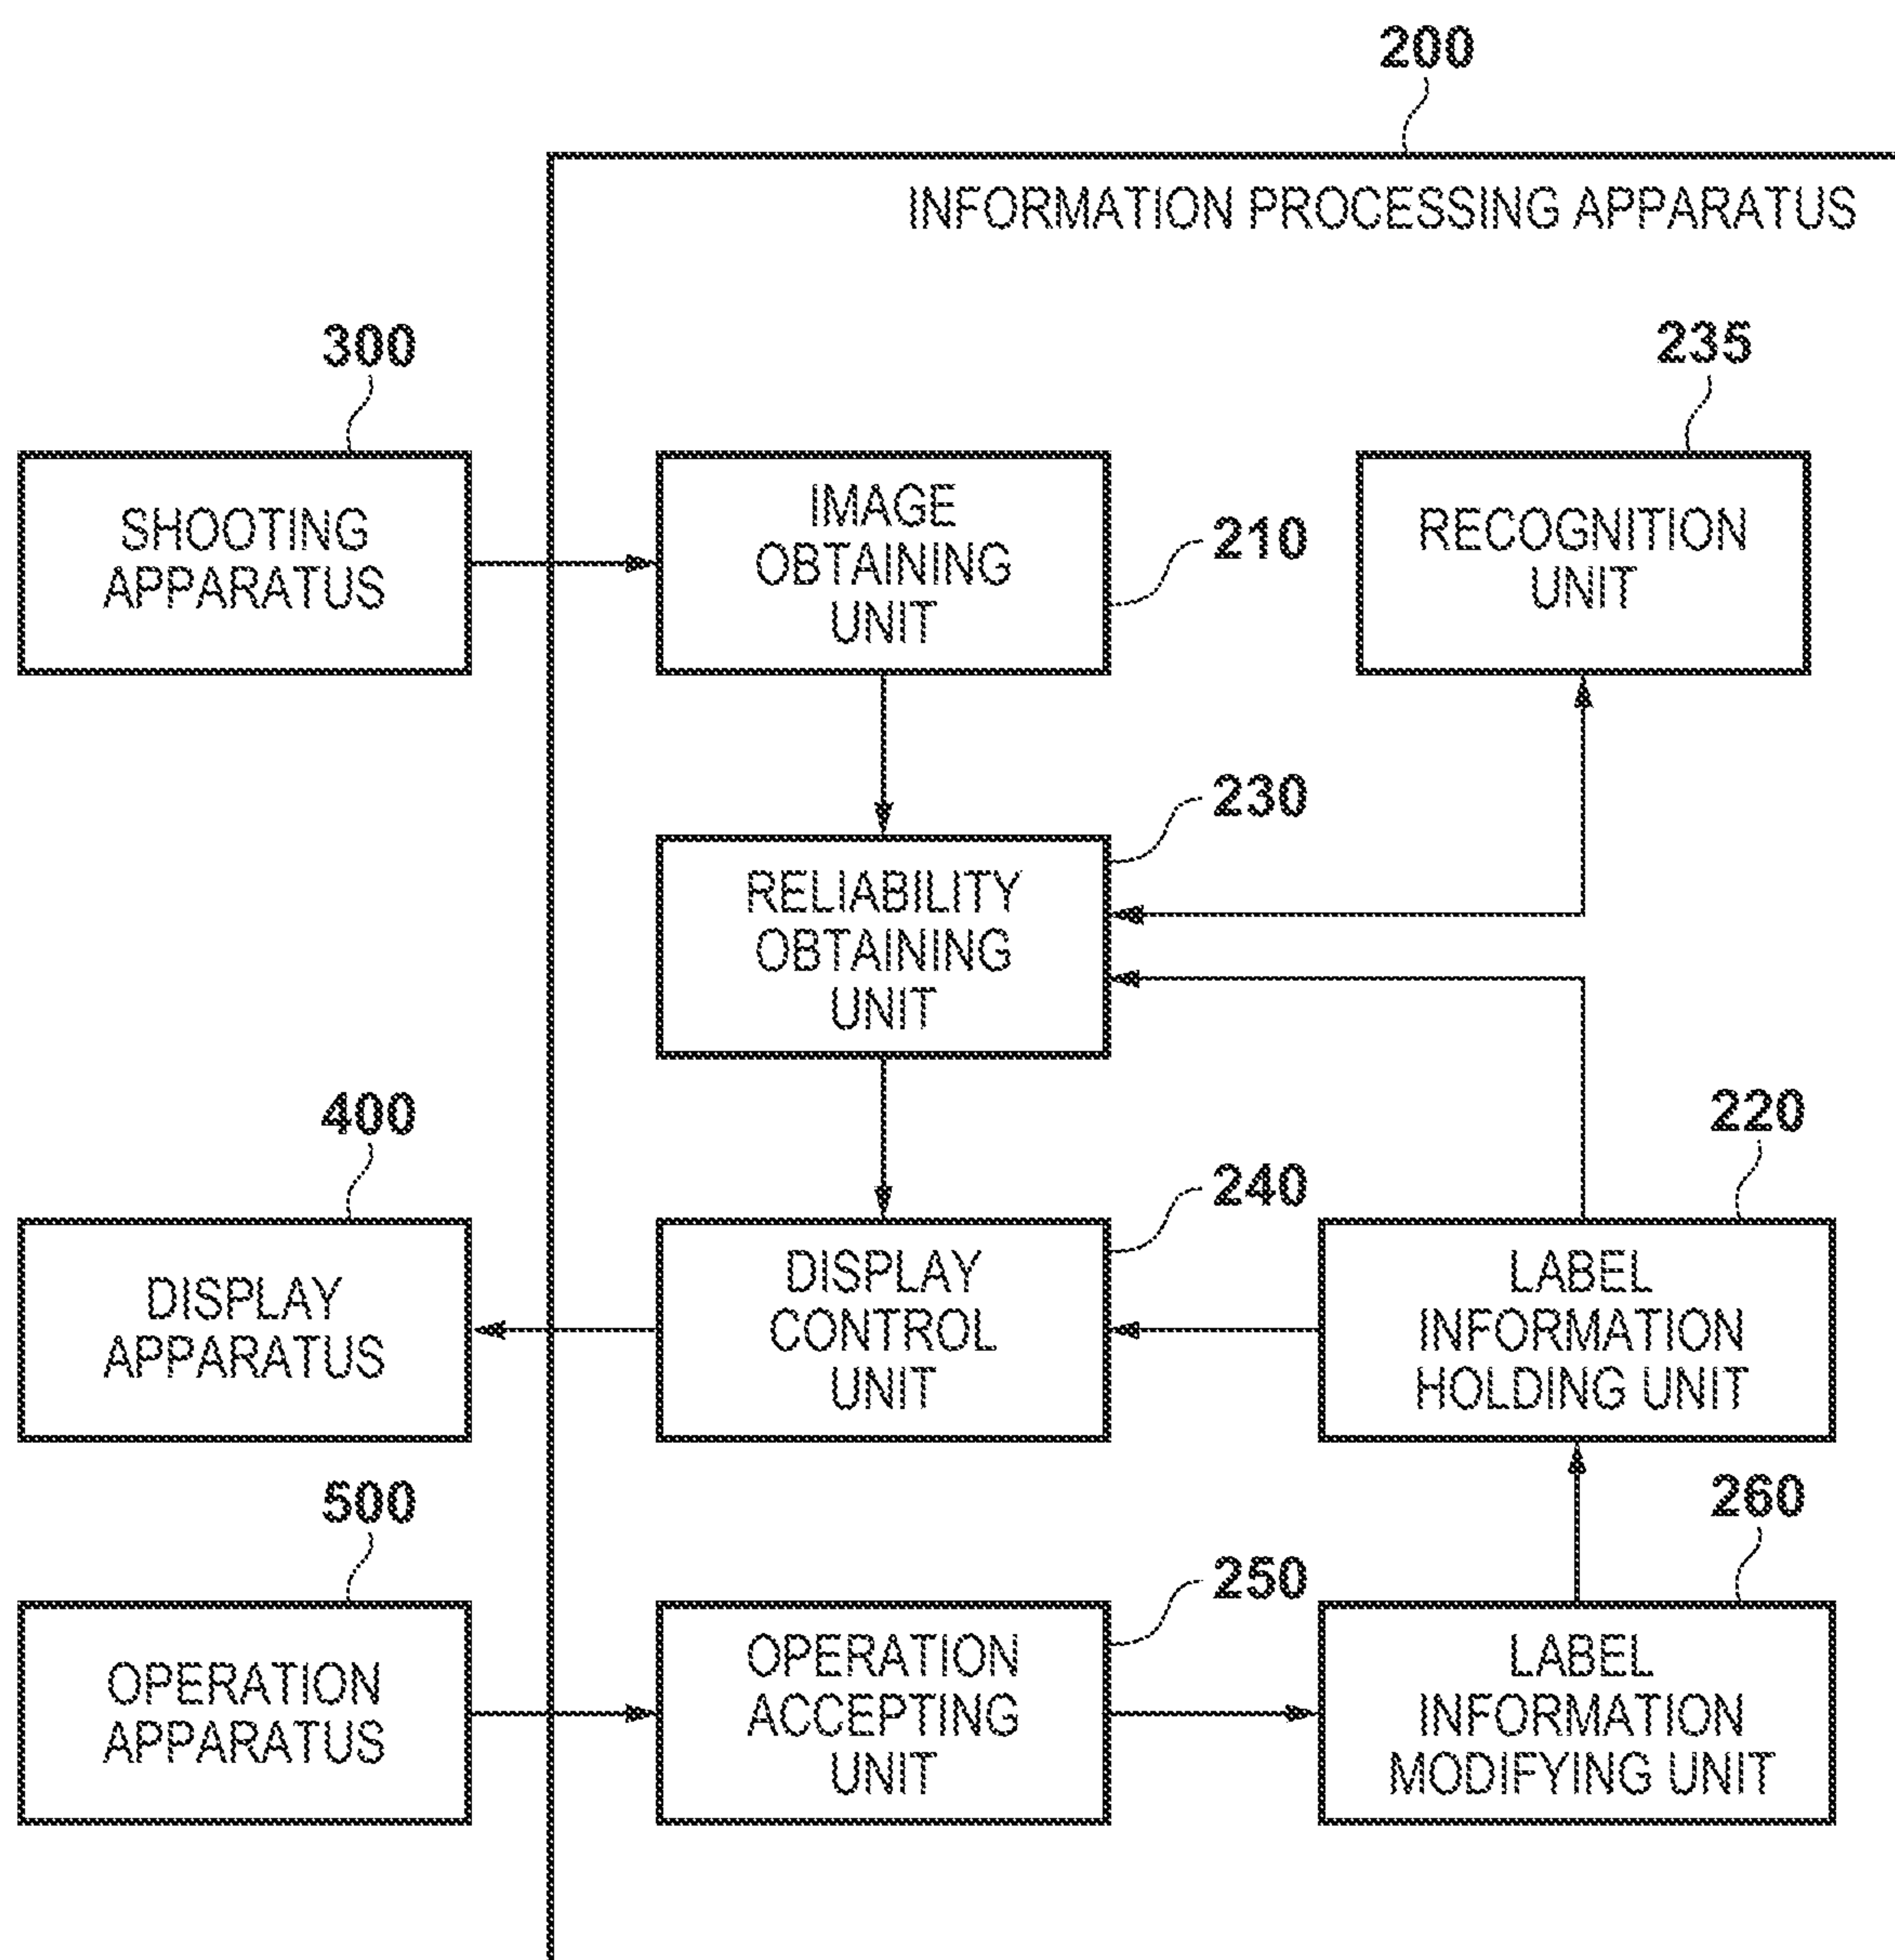 200
INFORMATION PROCESSING APPARATUS
300
235
SHOOTING
APPARATUS
IMAGE
OBTAINING
UNIT
210
RECOGNITION
UNIT
230
RELIABILITY
OBTAINING
UNIT
400
220
240
DISPLAY
APPARATUS
DISPLAY
CONTROL
UNIT
LABEL
INFORMATION
HOLDING UNIT
500
260
250
OPERATION
APPARATUS
OPERATION
ACCEPTING
UNIT
LABEL
INFORMATION
MODIFYING UNIT